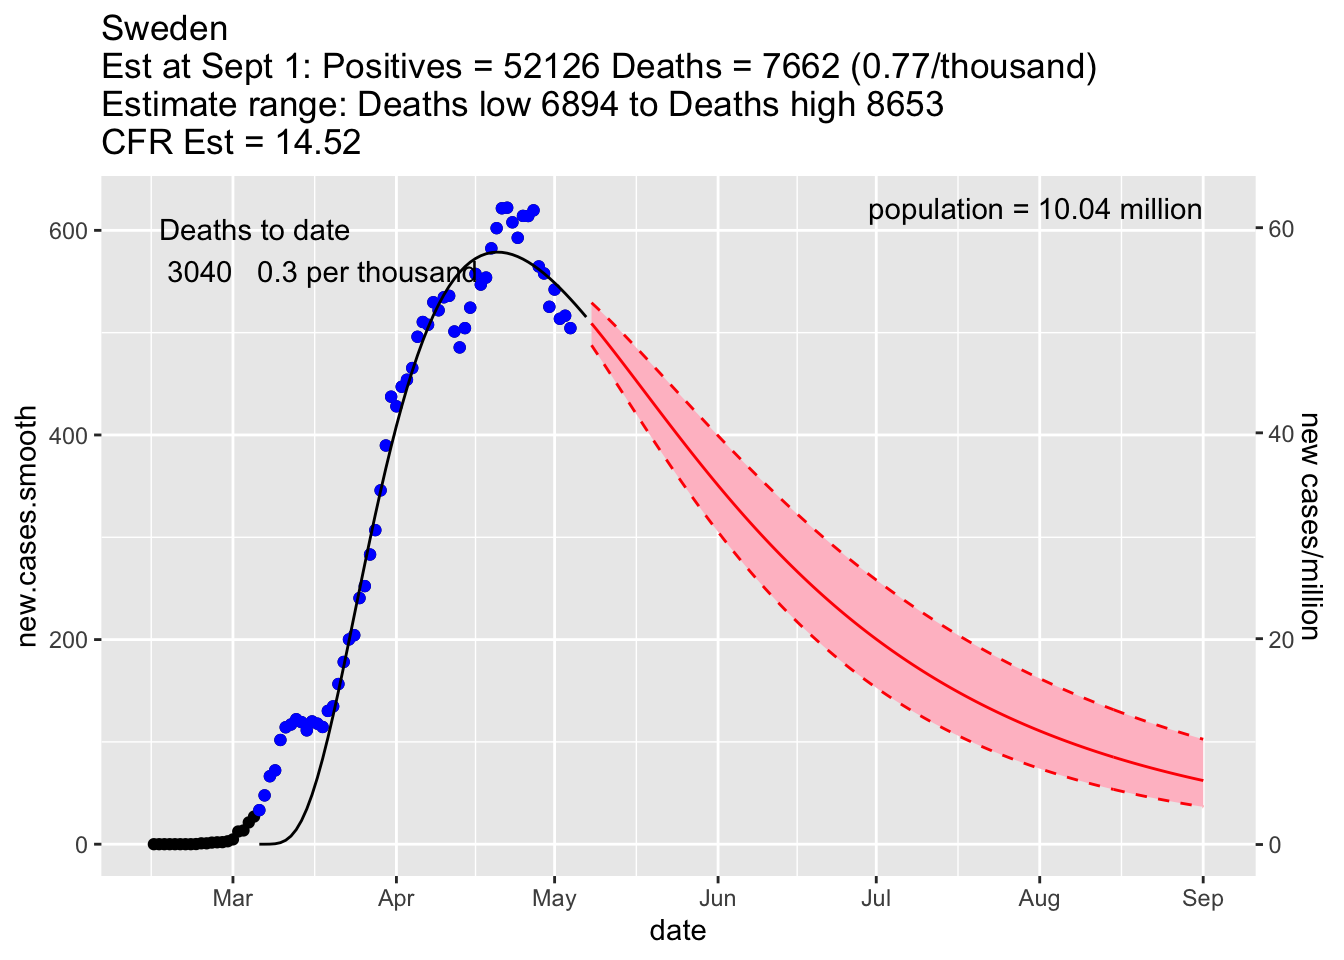 Sweden
Est at Sept 1: Positives = 52126 Deaths = 7662 (0.77/thousand)
Estimate range: Deaths low 6894 to Deaths high 8653
CFR Est = 14.52
Deaths to date
3040 0.3 per thousand
population = 10.04 million
600
400
200
0
60
40
20
0
new.cases.smooth
new cases/million
Mar Apr May Jun Jul Aug Sep
date